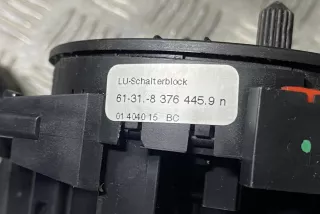 LU-Schalterblock
61-31.-8 376 445.9 n
01 4040 15 BC